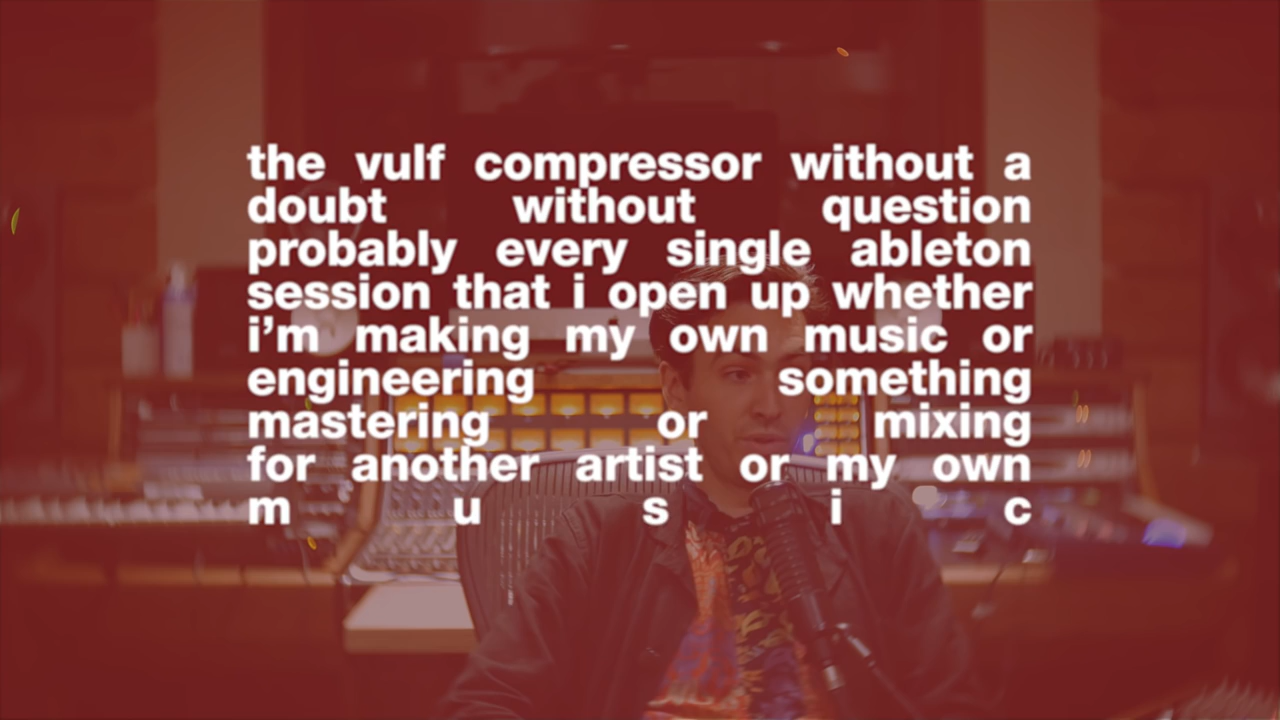 the vulf compressor without a
doubt without question
probably every single ableton
session that i open up whether
i’m making my own music or
engineering something
mastering or mixing
for another artist or my own
m u s i c